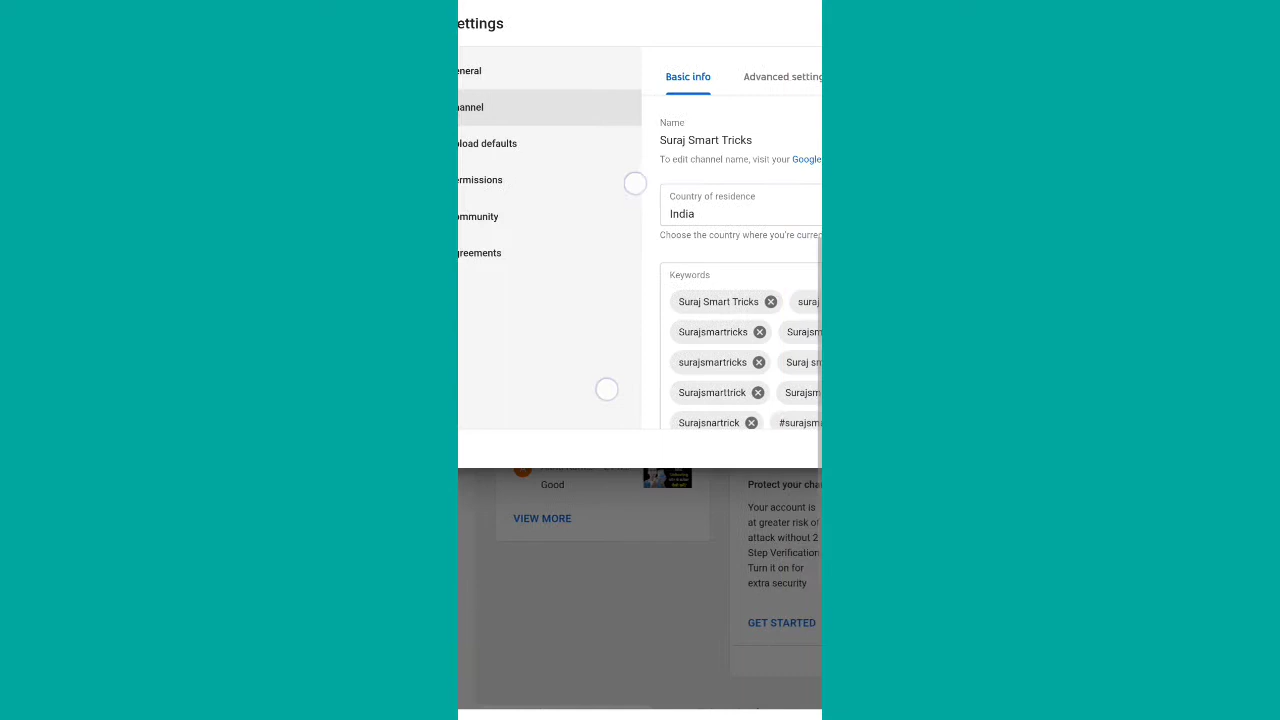 ettings
eneral
hannel
pload defaults
ermissions
ommunity
greements
Basic info
Advanced setting
Name
Suraj Smart Tricks
To edit channel name, visit your Google
Country of residence
India
Choose the country where you're curren
Keywords
Suraj Smart Tricks suraj
Surajsmartricks Surajsm
surajsmartricks Suraj sm
Surajsmarttrick Surajsm
Surajsnartrick #surajsma
Good
VIEW MORE
Protect your cha
Your account is
at greater risk of
attack without 2
Step Verification
Turn it on for
extra security
GET STARTED